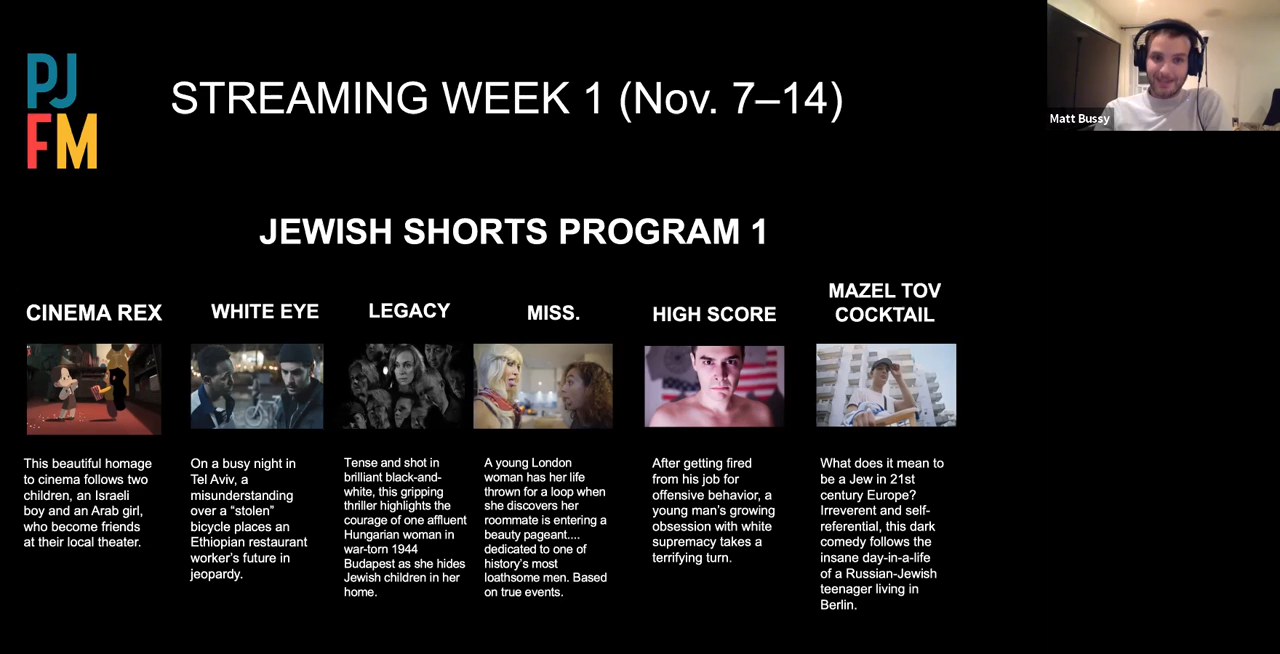 PJ
FM
STREAMING WEEK 1 (Nov. 7–14)
Matt Bussy
JEWISH SHORTS PROGRAM 1
CINEMA REX
This beautiful homage
to cinema follows two
children, an Israeli
boy and an Arab girl,
who become friends
at their local theater.
WHITE EYE
On a busy night in
Tel Aviv, a
misunderstanding
over a “stolen”
bicycle places an
Ethiopian restaurant
worker’s future in
jeopardy.
LEGACY
Tense and shot in
brilliant black-and-
white, this gripping
thriller highlights the
courage of one affluent
Hungarian woman in
war-torn 1944
Budapest as she hides
Jewish children in her
home.
MISS.
A young London
woman has her life
thrown for a loop when
she discovers her
roommate is entering a
beauty pageant....
dedicated to one of
history’s most
loathsome men. Based
on true events.
HIGH SCORE
After getting fired
from his job for
offensive behavior, a
young man’s growing
obsession with white
supremacy takes a
terrifying turn.
MAZEL TOV
COCKTAIL
What does it mean to
be a Jew in 21st
century Europe?
Irreverent and self-
referential, this dark
comedy follows the
insane day-in-a-life
of a Russian-Jewish
teenager living in
Berlin.